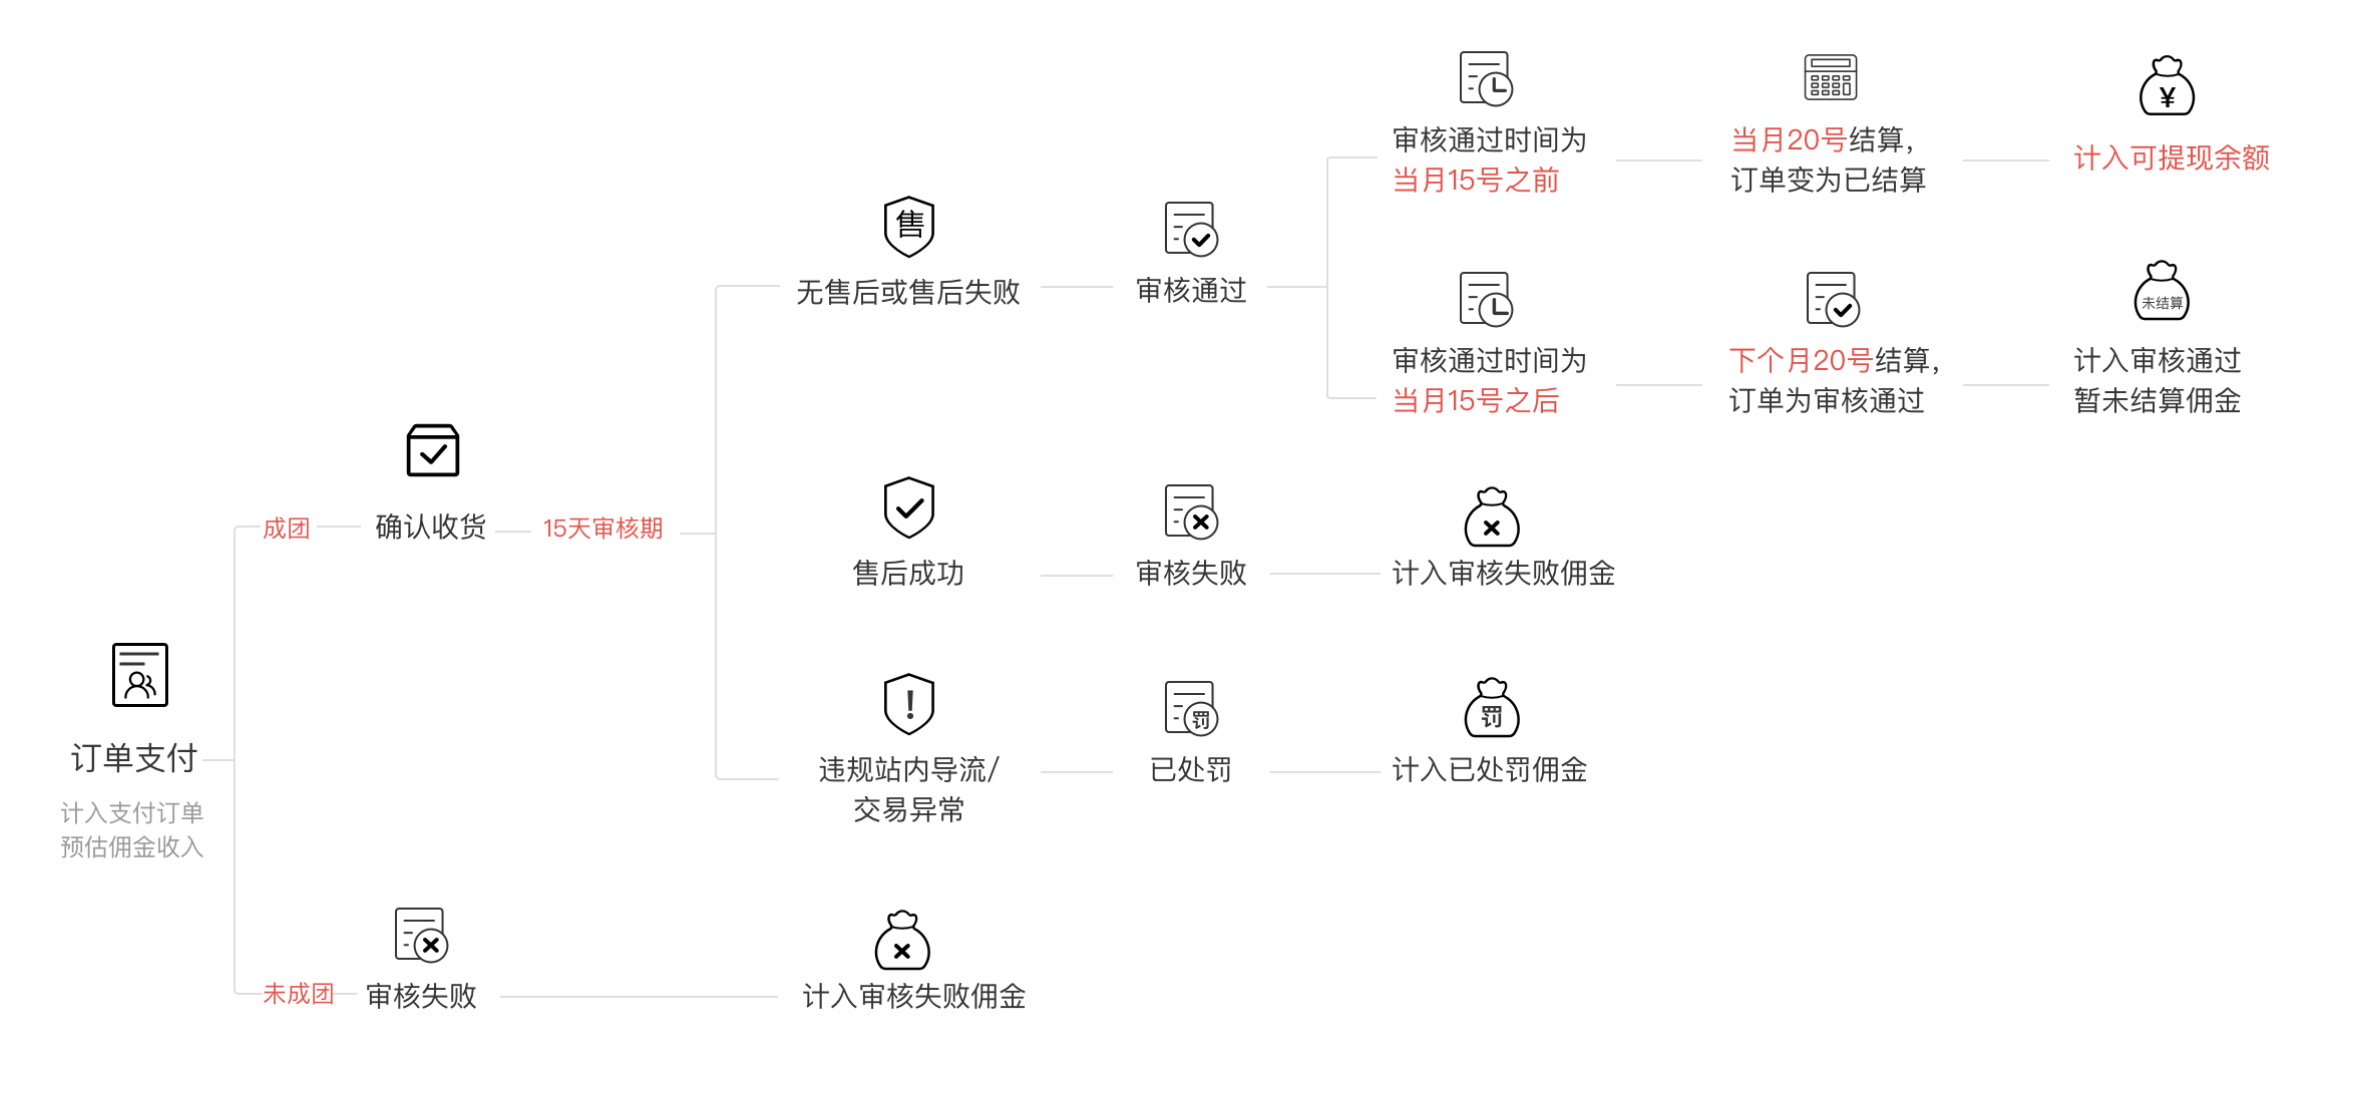 ¥
审核通过时间为
当月15号之前
当月20号结算,
订单变为已结算
计入可提现余额
售
无售后或售后失败
审核通过
审核通过时间为
当月15号之后
下个月20号结算,
订单为审核通过
未结算
计入审核通过
暂未结算佣金
成团
确认收货
15天审核期
售后成功
审核失败
计入审核失败佣金
!
违规站内导流/
交易异常
罚
已处罚
罚
计入已处罚佣金
订单支付
计入支付订单
预估佣金收入
未成团
审核失败
计入审核失败佣金